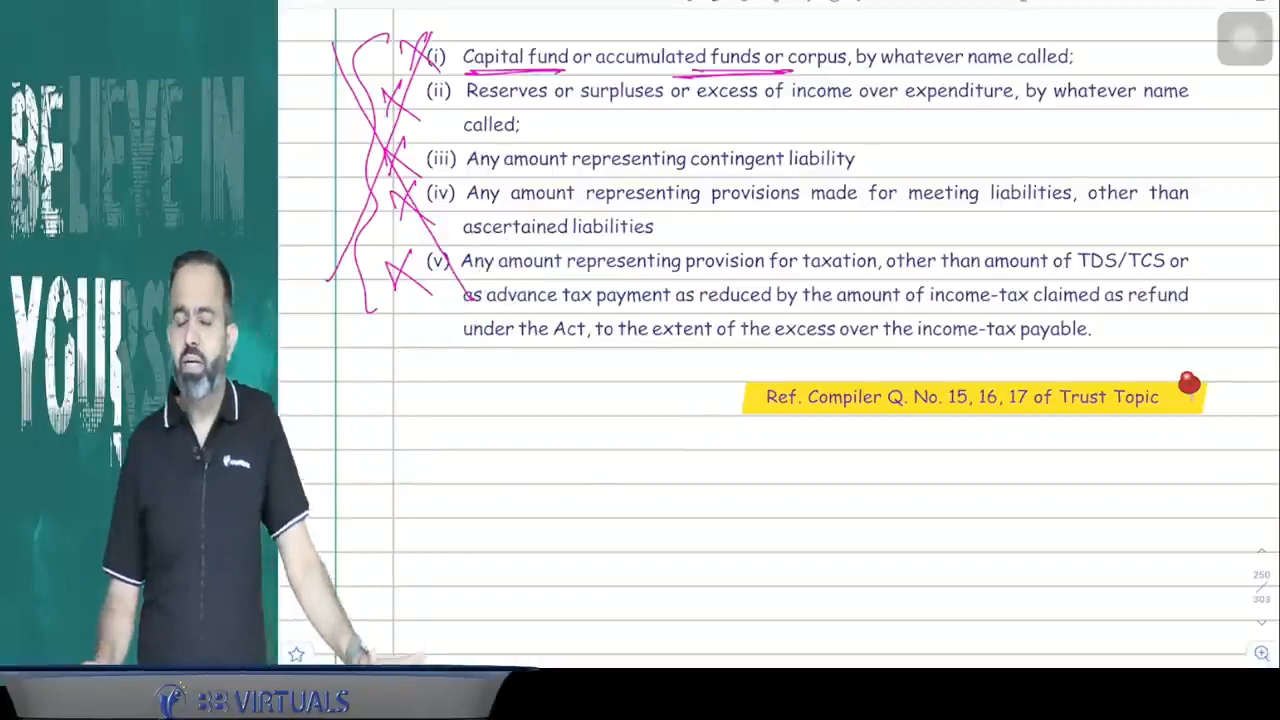 BELIEVE IN
YOURS
(i) Capital fund or accumulated funds or corpus, by whatever name called;
(ii) Reserves or surpluses or excess of income over expenditure, by whatever name
called;
(iii) Any amount representing contingent liability
(iv) Any amount representing provisions made for meeting liabilities, other than
ascertained liabilities
(v) Any amount representing provision for taxation, other than amount of TDS/TCS or
as advance tax payment as reduced by the amount of income-tax claimed as refund
under the Act, to the extent of the excess over the income-tax payable.
Ref. Compiler Q. No. 15, 16, 17 of Trust Topic
250
303
BB VIRTUALS